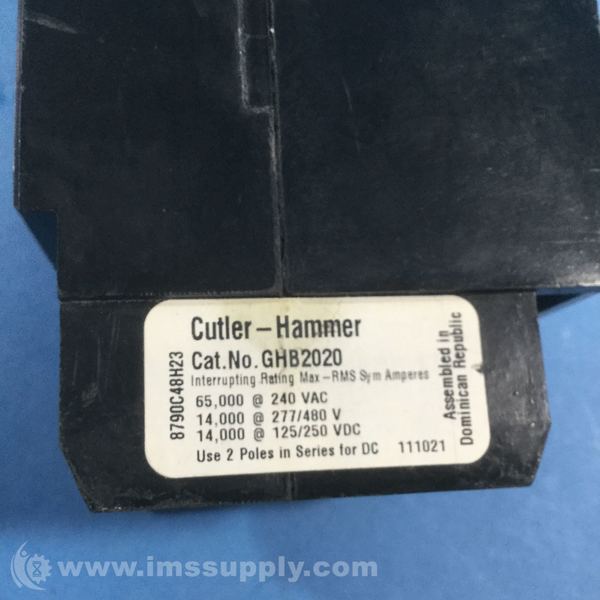 Cutler-Hammer
Cat.No.GHB2020
Interrupting Rating Max-RMS Sym Amperes
65,000 @ 240 VAC
14,000 @ 277/480 V
14,000 @ 125/250 VDC
Use 2 Poles in Series for DC 111021
8790C48H23
Assembled in
Dominican Republic
www.imssupply.com